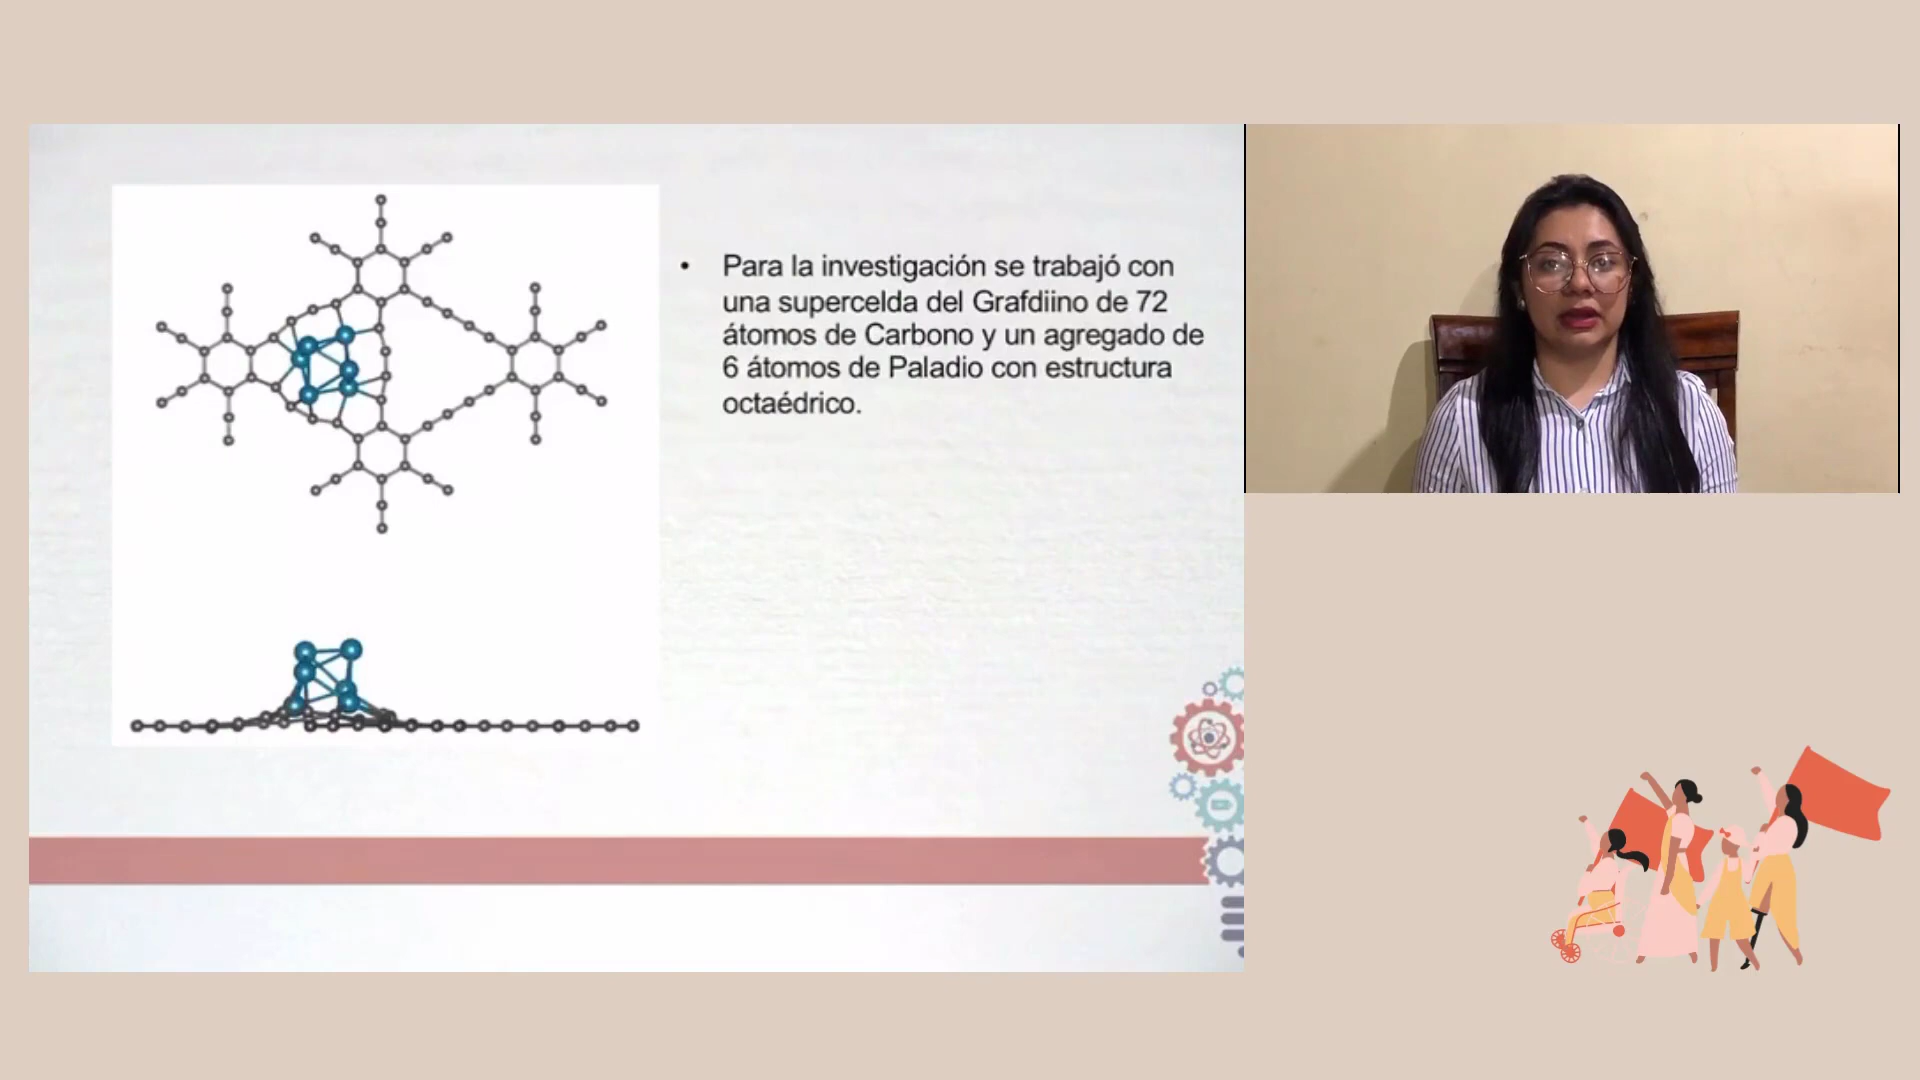 • Para la investigación se trabajó con
una supercelda del Grafdiino de 72
átomos de Carbono y un agregado de
6 átomos de Paladio con estructura
octaédrico.